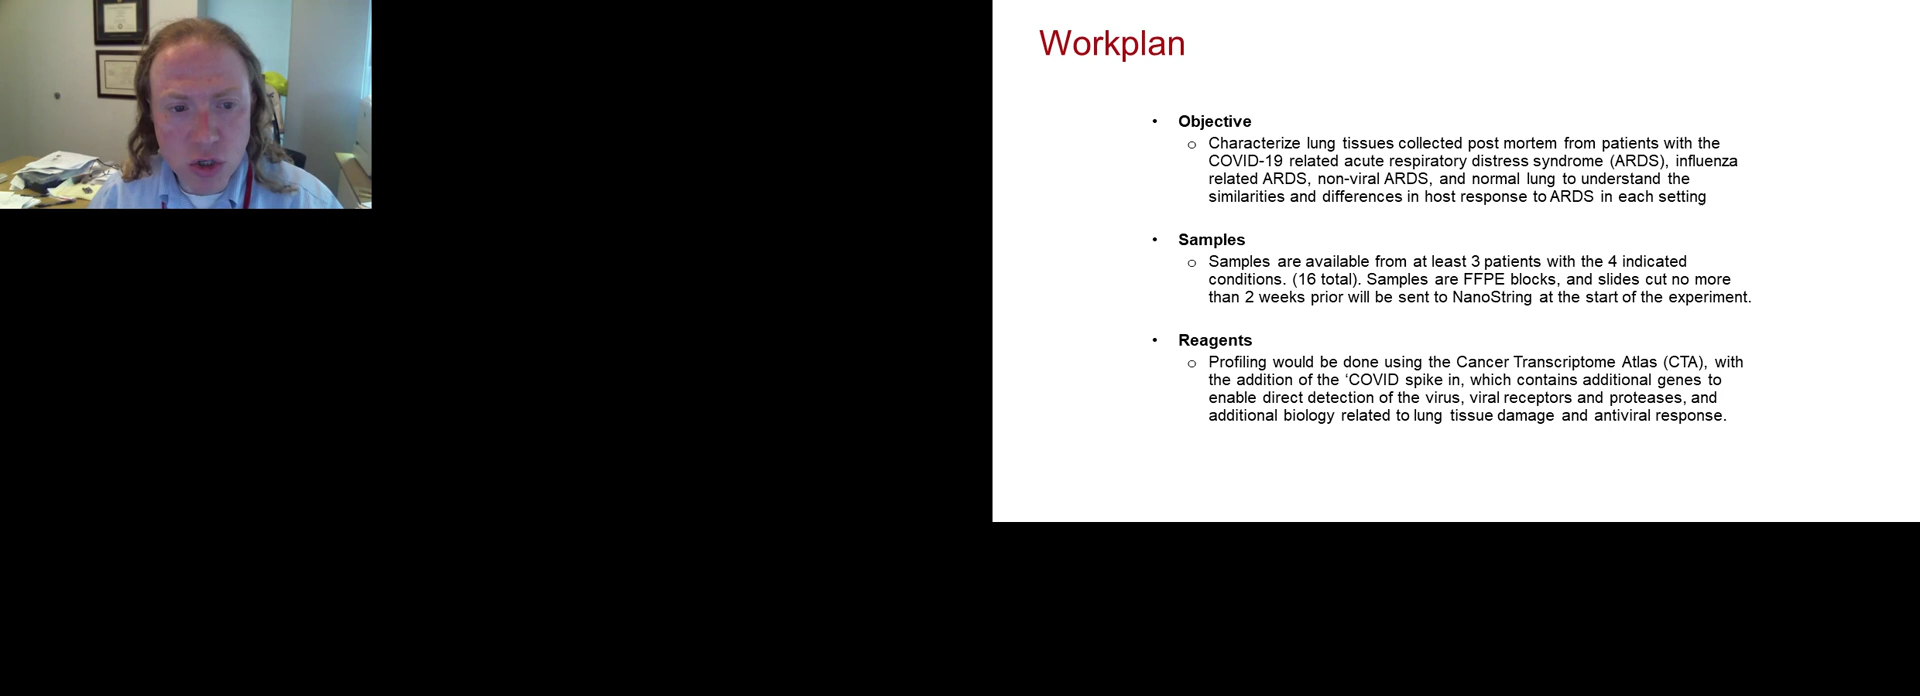 Workplan
• Objective
o Characterize lung tissues collected post mortem from patients with the
COVID-19 related acute respiratory distress syndrome (ARDS), influenza
related ARDS, non-viral ARDS, and normal lung to understand the
similarities and differences in host response to ARDS in each setting
• Samples
o Samples are available from at least 3 patients with the 4 indicated
conditions. (16 total). Samples are FFPE blocks, and slides cut no more
than 2 weeks prior will be sent to NanoString at the start of the experiment.
• Reagents
o Profiling would be done using the Cancer Transcriptome Atlas (CTA), with
the addition of the ‘COVID spike in, which contains additional genes to
enable direct detection of the virus, viral receptors and proteases, and
additional biology related to lung tissue damage and antiviral response.